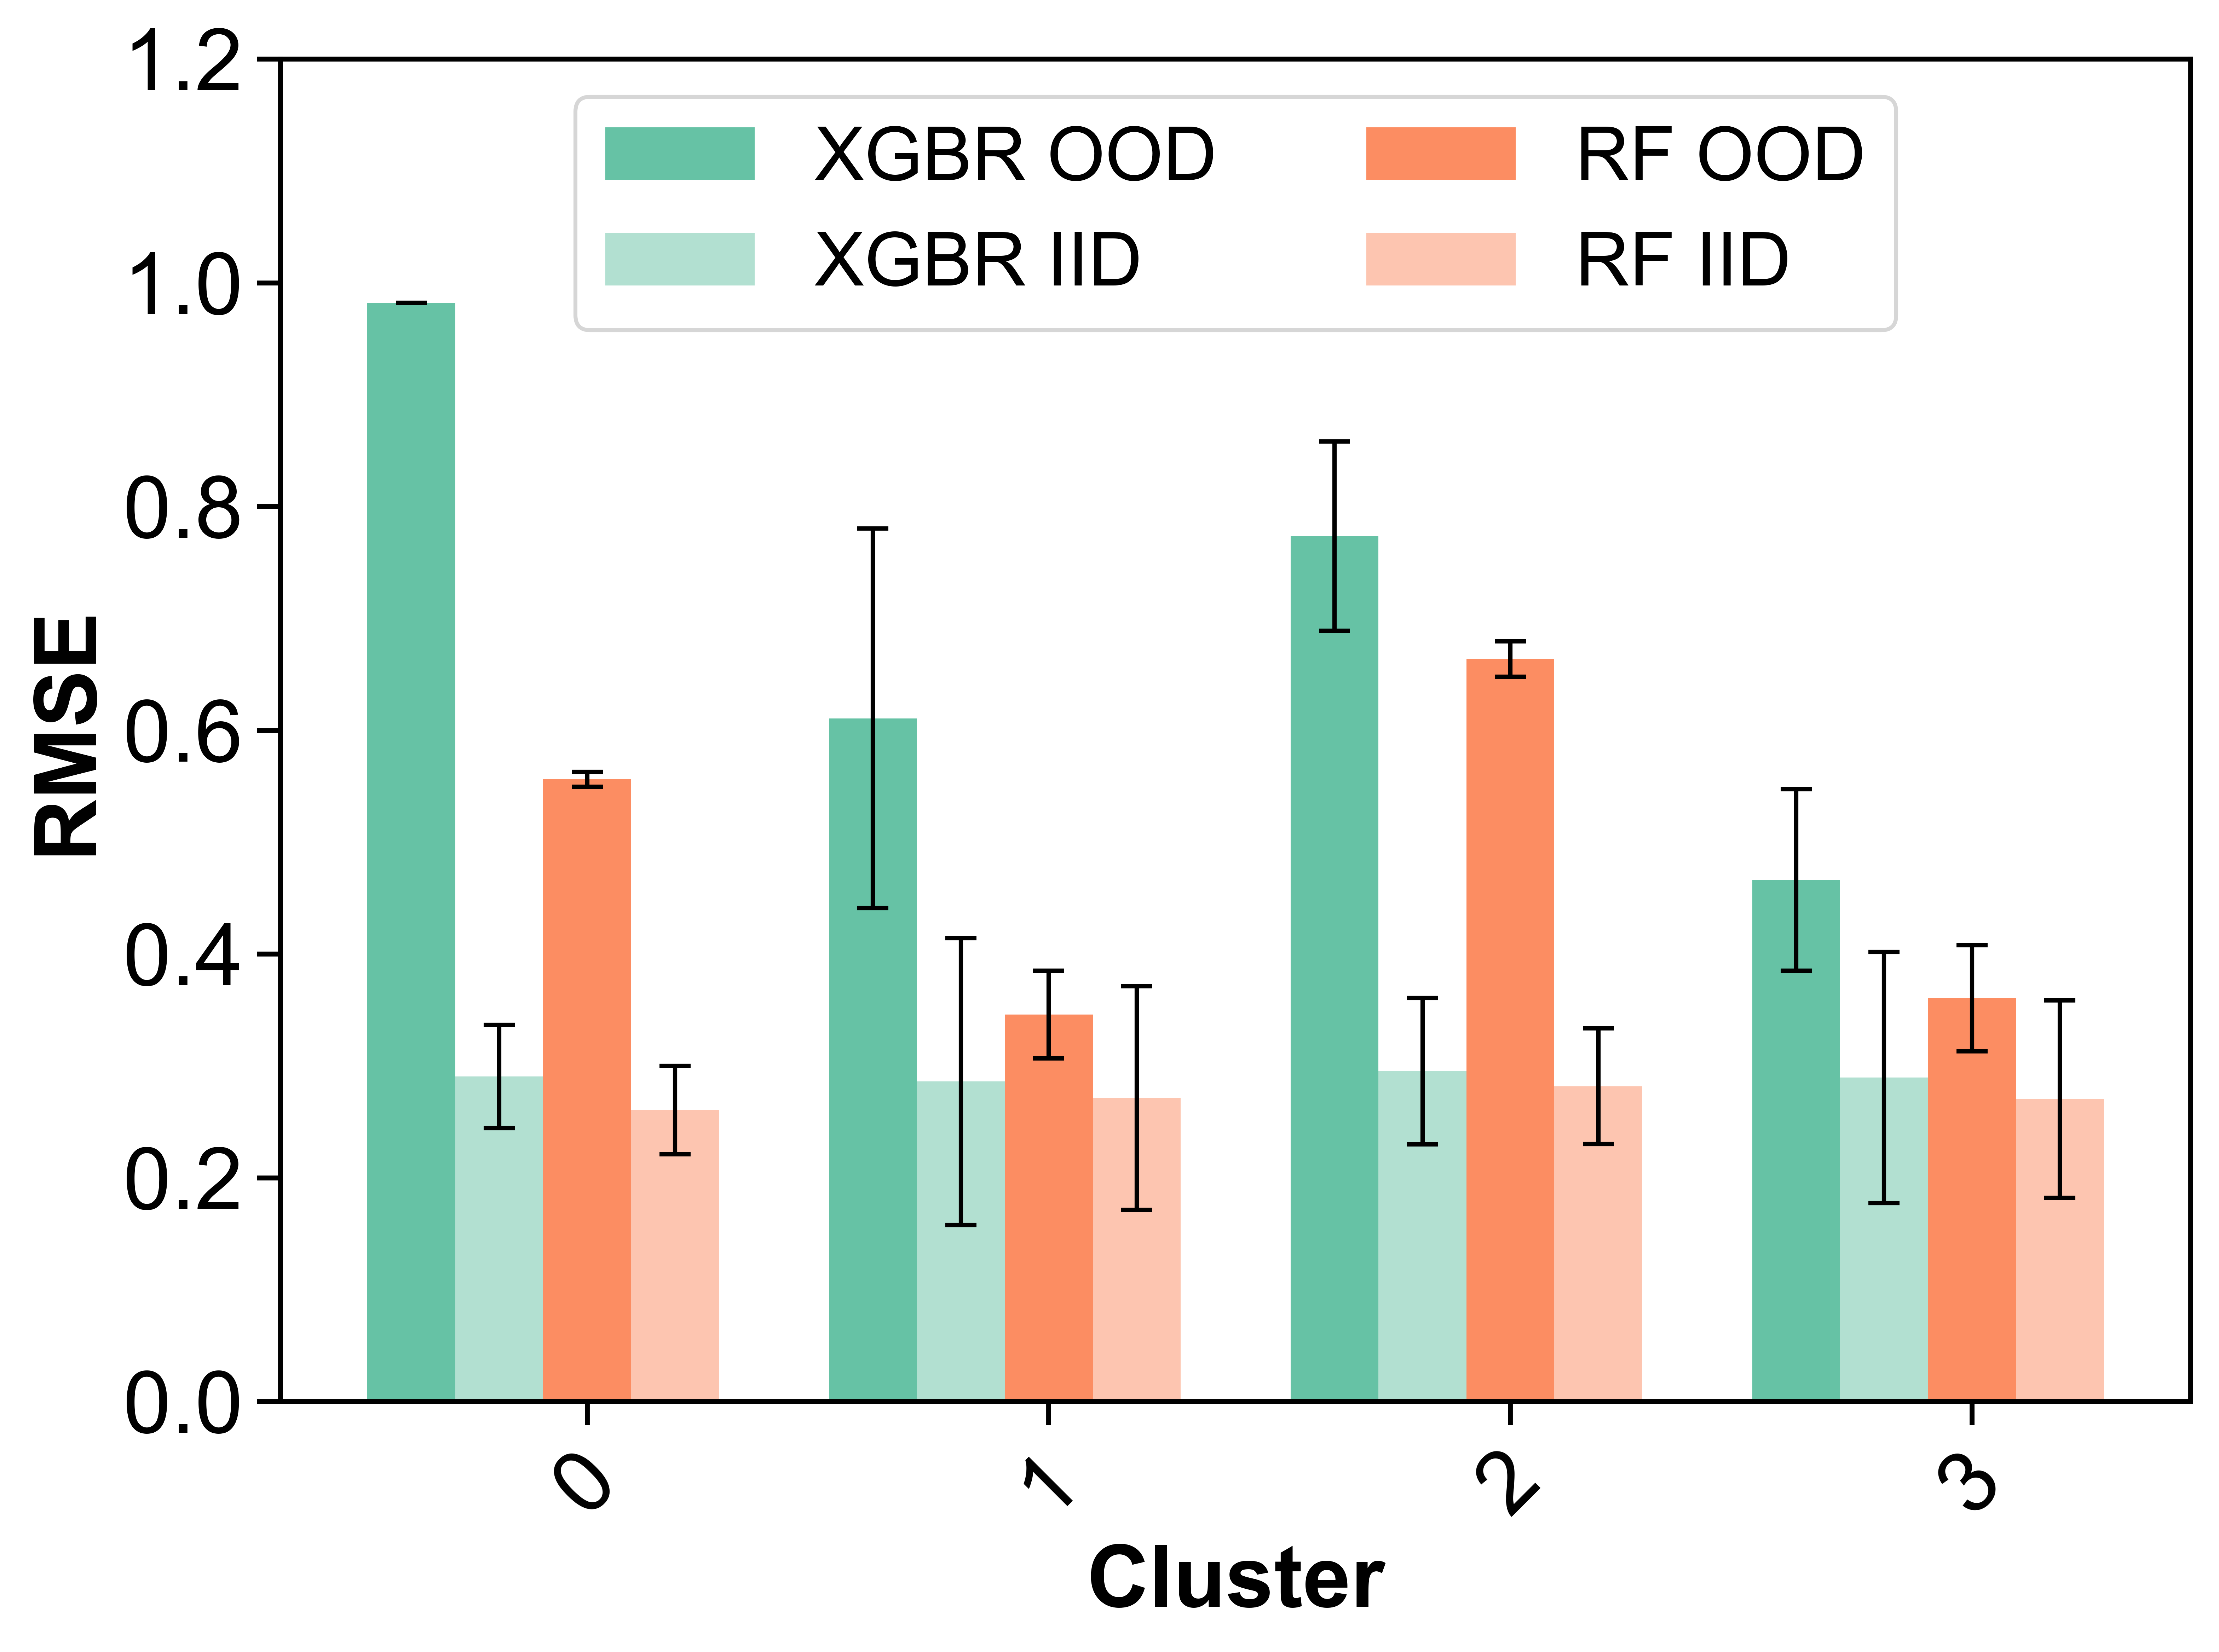 1.2
1.0
0.8
0.6
0.4
0.2
0.0
RMSE
XGBR OOD
XGBR IID
RF OOD
RF IID
0
1
2
3
Cluster